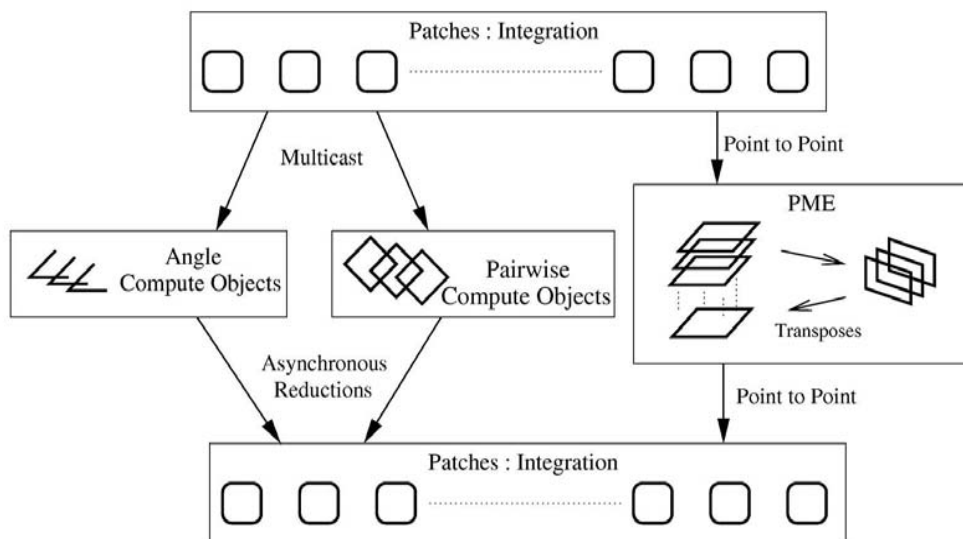 Patches : Integration
Multicast
Point to Point
Angle
Compute Objects
Pairwise
Compute Objects
PME
Transposes
Asynchronous
Reductions
Point to Point
Patches : Integration